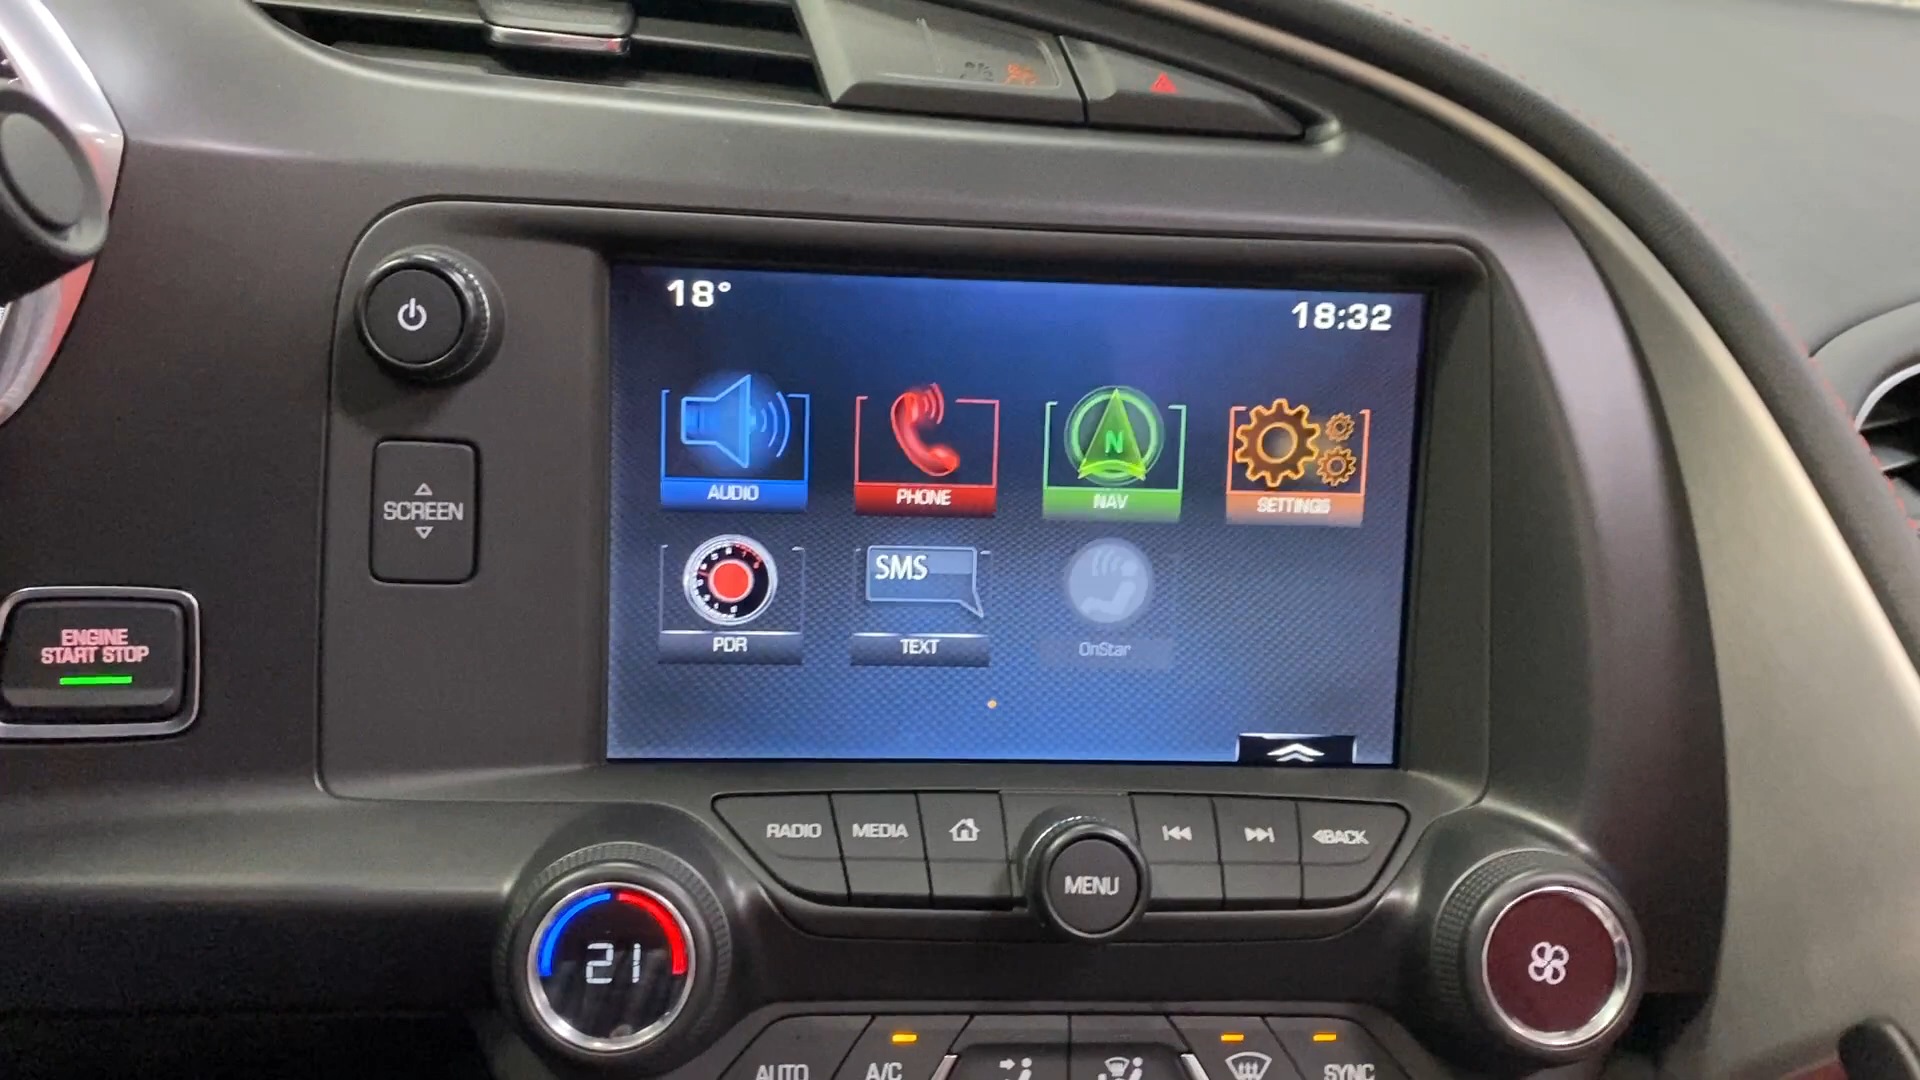 18°
18:32
AUDIO
PHONE
NAV
N
SETTINGS
SCREEN
ENGINE
START STOP
PDR
SMS
TEXT
OnStar
RADIO
MEDIA
MENU
BACK
21
AUTO
A/C
SYNC